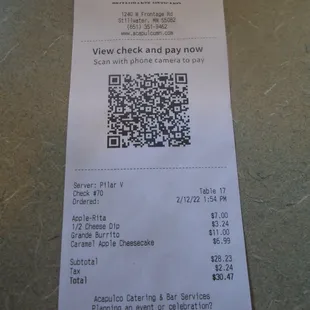 1240 W Frontage Rd
Stillwater, MN 55082
(651) 351-9462
www.acapulcomn.com
View check and pay now
Scan with phone camera to pay
Server: Pilar V
Check #70 Table 17
Ordered: 2/12/22 1:54 PM
Apple-Rita $7.00
1/2 Cheese Dip $3.24
Grande Burrito $11.00
Caramel Apple Cheesecake $6.99
Subtotal $28.23
Tax $2.24
Total $30.47
Acapulco Catering & Bar Services
Planning an event or celebration?